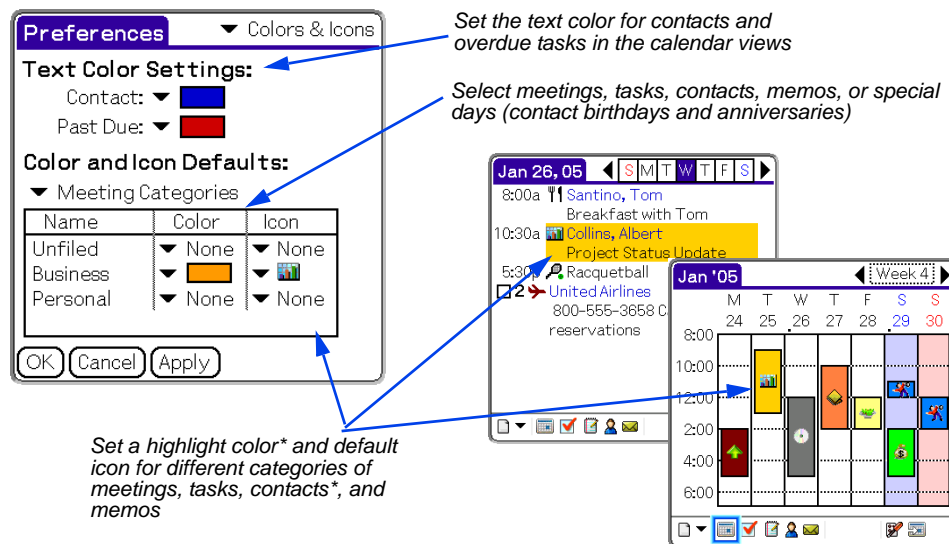 Preferences
Colors & Icons
Text Color Settings:
Contact:
Past Due:
Color and Icon Defaults:
Meeting Categories
Name Color Icon
Unfiled None None
Business
Personal None None
OK Cancel Apply
Set the text color for contacts and
overdue tasks in the calendar views
Select meetings, tasks, contacts, memos, or special
days (contact birthdays and anniversaries)
Jan 26, 05 S M T W T F S
8:00a Santino, Tom
Breakfast with Tom
10:30a Collins, Albert
Project Status Update
5:30p Racquetball
2 United Airlines
800-555-3658 C
reservations
Jan '05 Week 4
M T W T F S S
24 25 26 27 28 29 30
8:00
10:00
12:00
2:00
4:00
6:00
Set a highlight color* and default
icon for different categories of
meetings, tasks, contacts*, and
memos